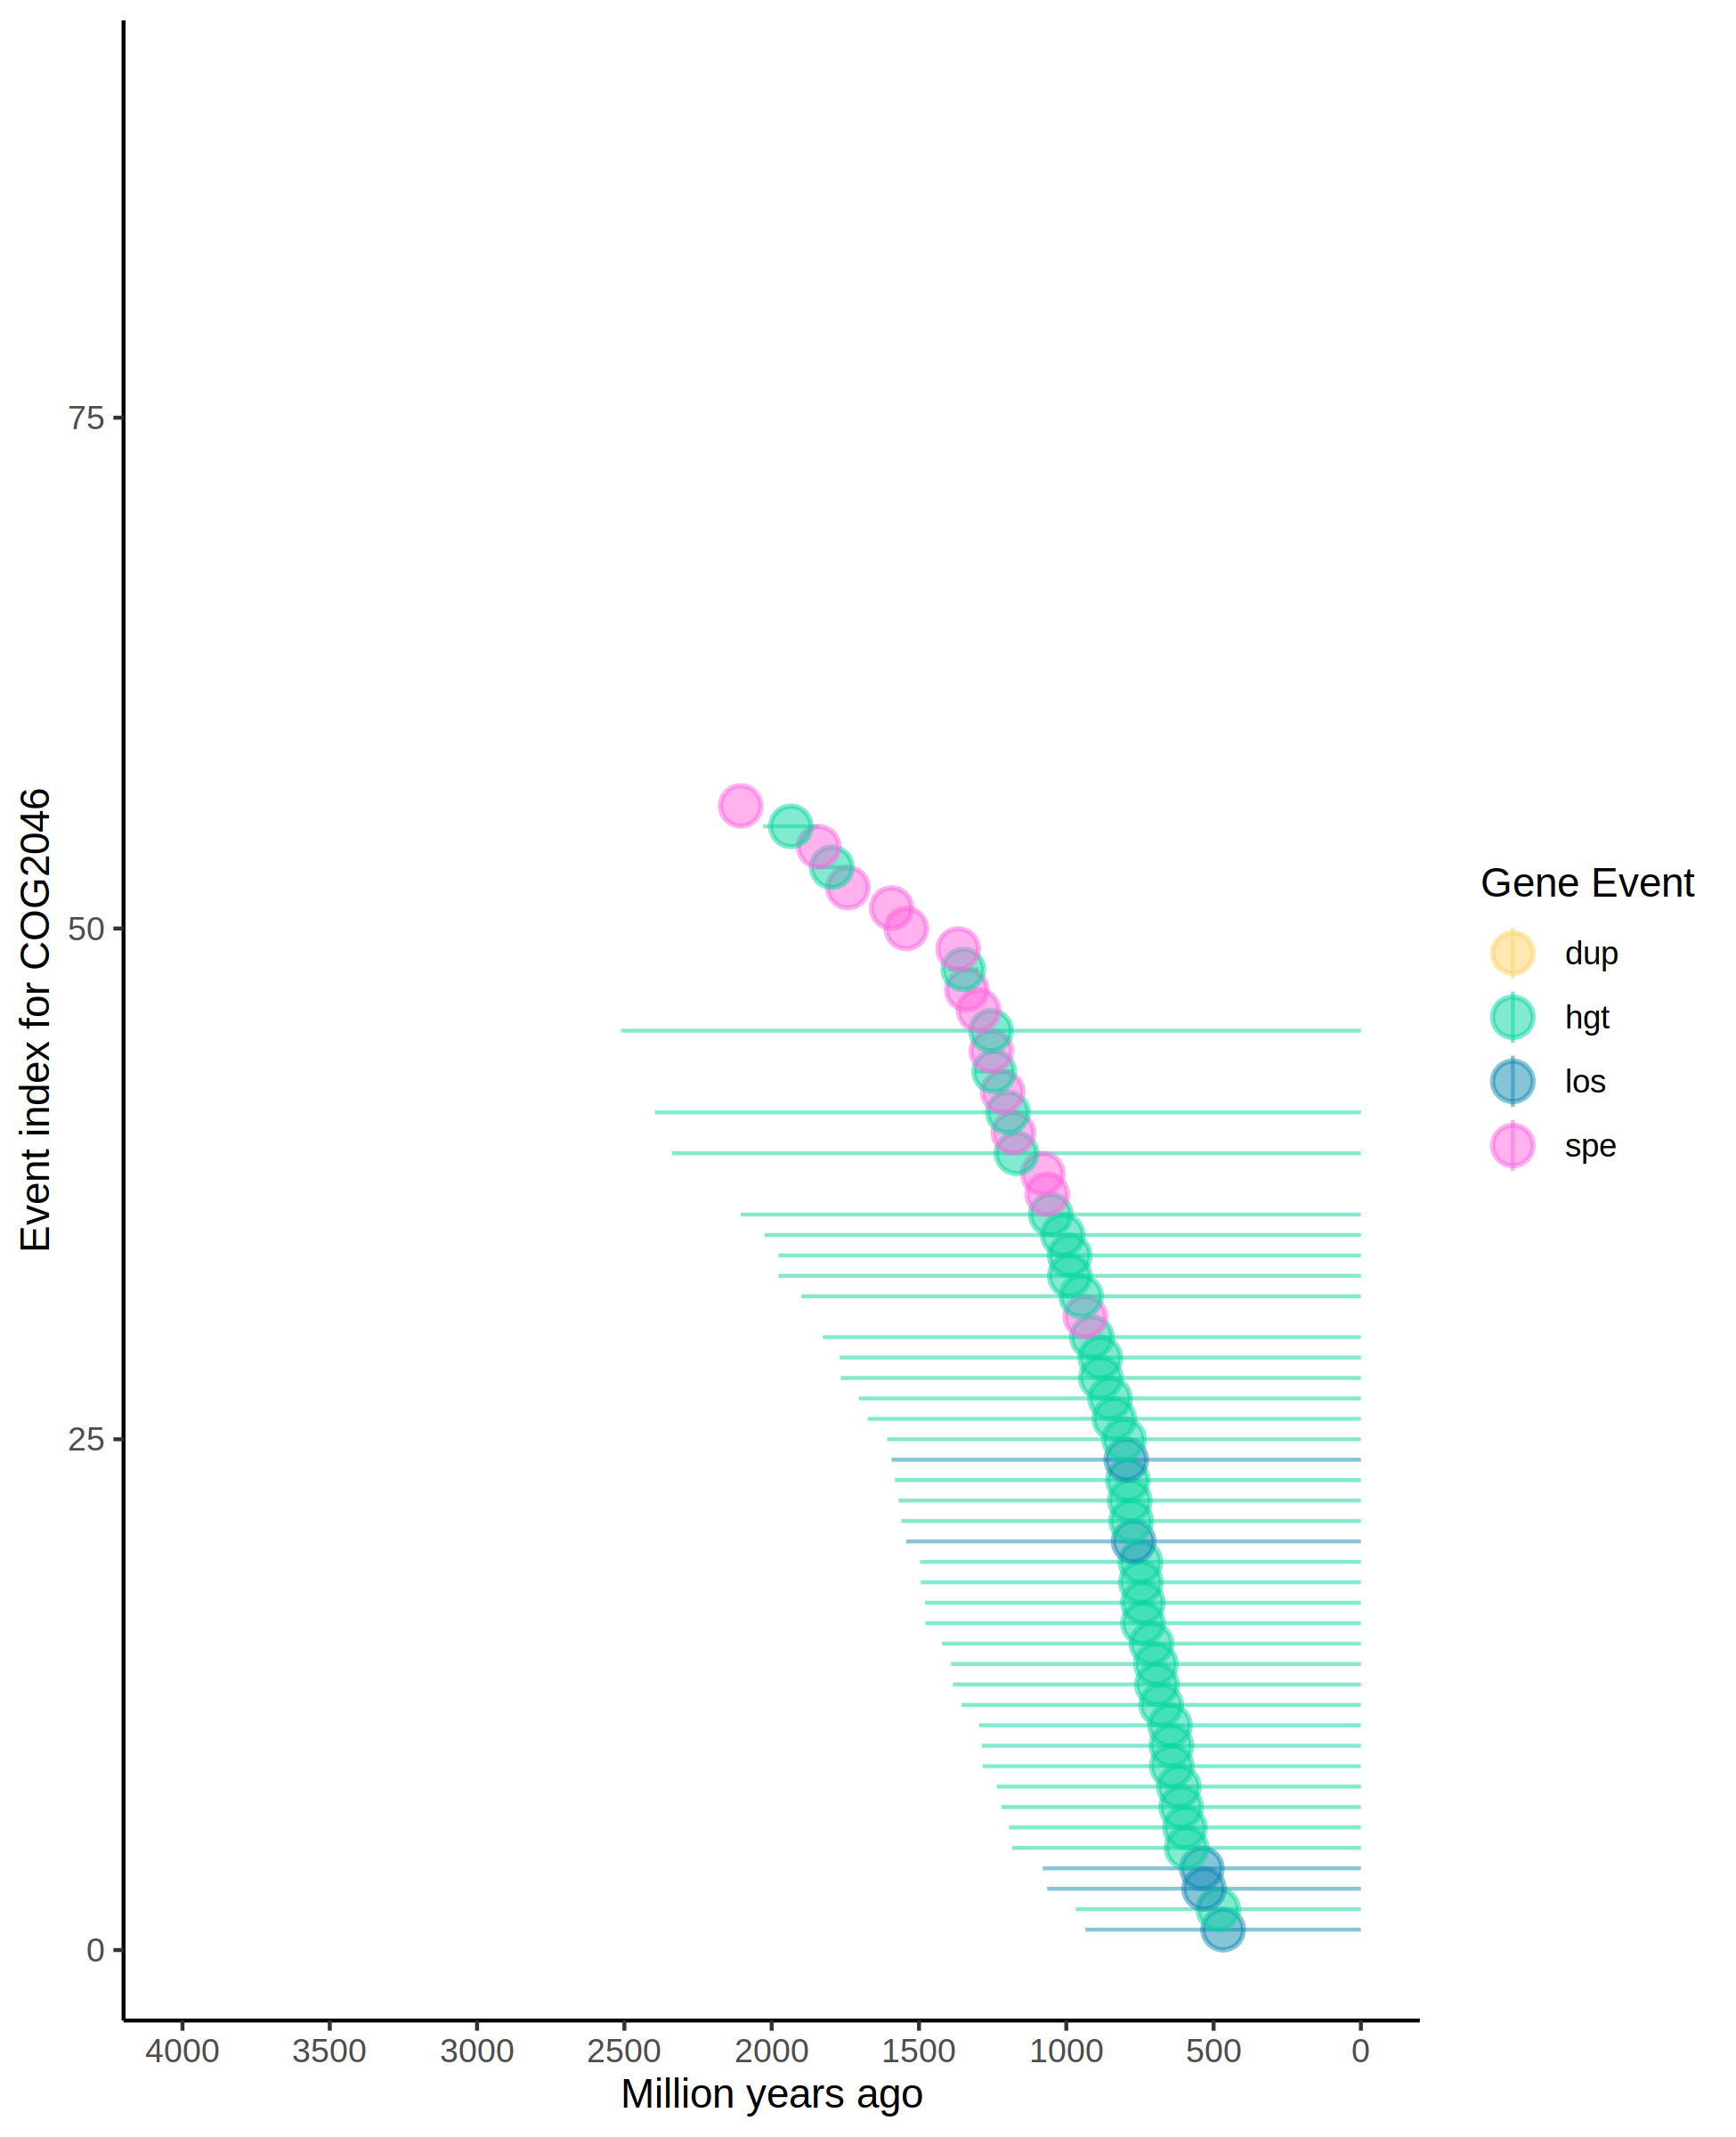 75
50
25
0
Event index for COG2046
4000 3500 3000 2500 2000 1500 1000 500 0
Million years ago
Gene Event
dup
hgt
los
spe